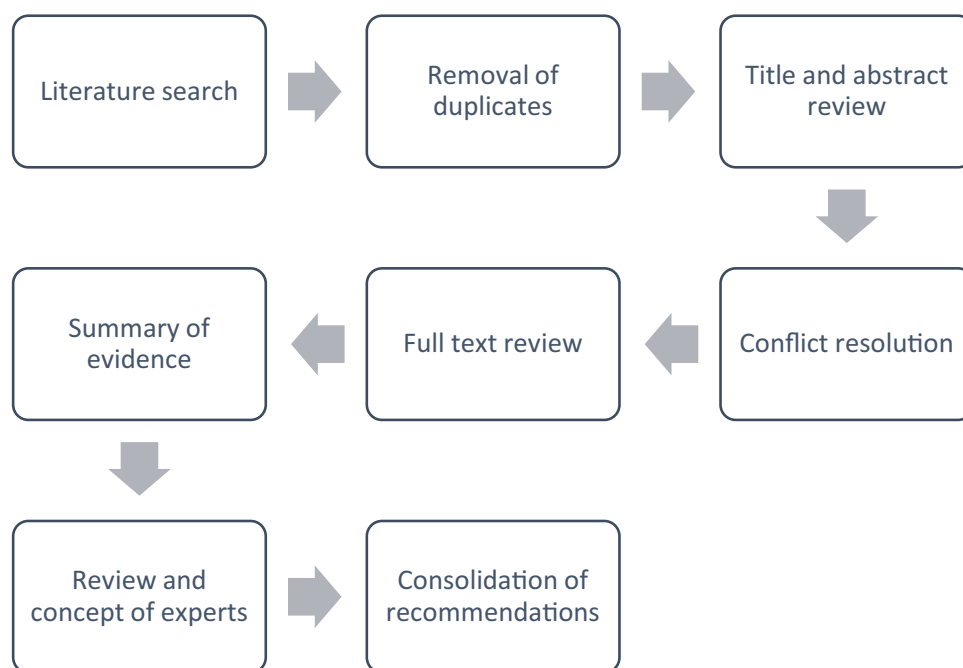 Literature search
Removal of
duplicates
Title and abstract
review
Conflict resolution
Full text review
Summary of
evidence
Review and
concept of experts
Consolidation of
recommendations